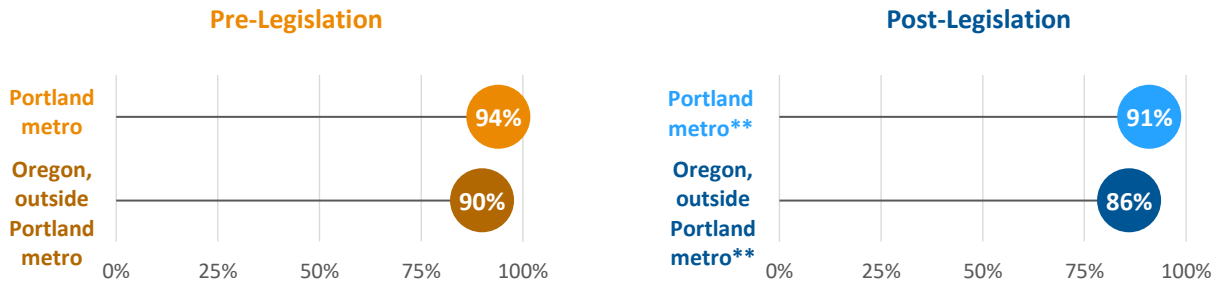 Pre-Legislation
Portland
metro
94%
Oregon,
outside
Portland
metro
90%
0%
25%
50%
75%
100%
Post-Legislation
Portland
metro**
91%
Oregon,
outside
Portland
metro**
86%
0%
25%
50%
75%
100%